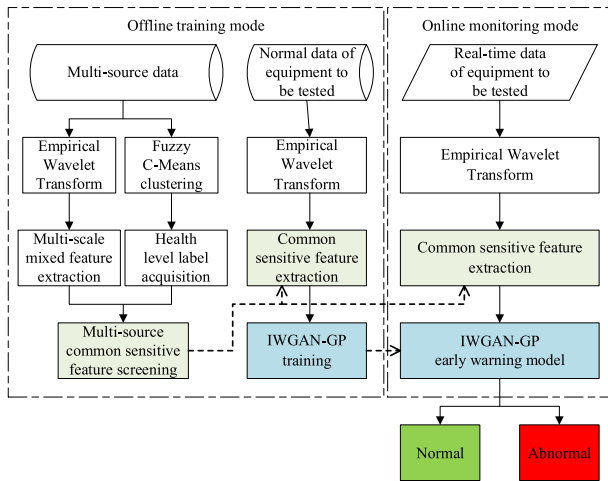 Offline training mode
Online monitoring mode
Multi-source data
Normal data of
equipment to
be tested
Real-time data
of equipment to
be tested
Empirical
Wavelet
Transform
Fuzzy
C-Means
clustering
Empirical
Wavelet
Transform
Empirical Wavelet
Transform
Multi-scale
mixed feature
extraction
Health
level label
acquisition
Common
sensitive feature
extraction
Common sensitive feature
extraction
Multi-source
common sensitive
feature screening
IWGAN-GP
training
IWGAN-GP
early warning model
Normal
Abnormal